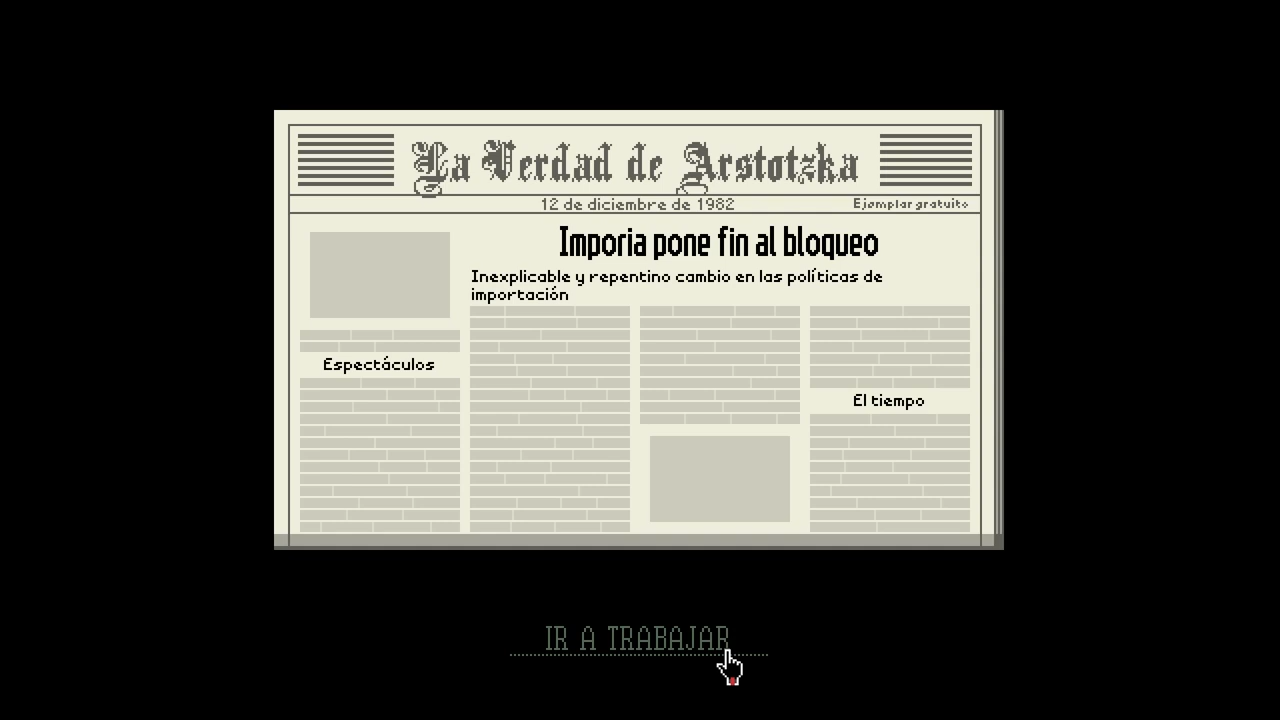 La Verdad de Arstotzka
12 de diciembre de 1982
Ejemplar gratuito
Imporia pone fin al bloqueo
Inexplicable y repentino cambio en las políticas de
importación
Espectáculos
El tiempo
IR A TRABAJAR